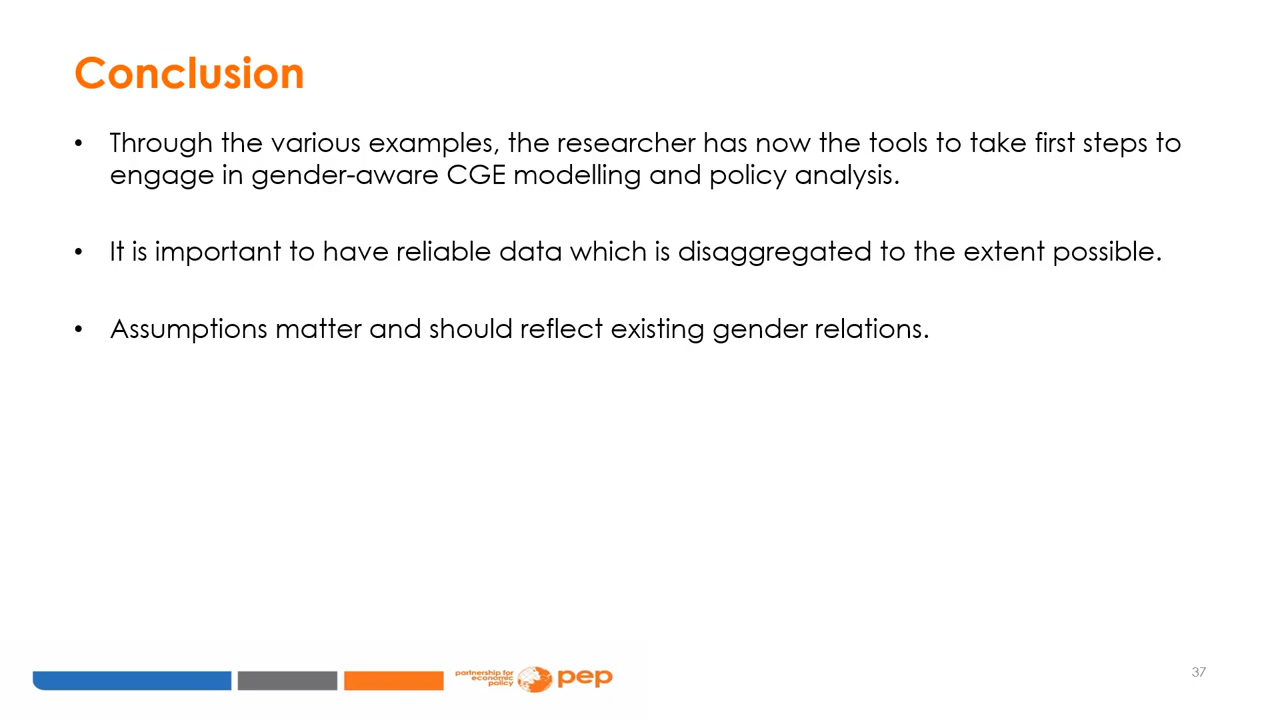 Conclusion
• Through the various examples, the researcher has now the tools to take first steps to
engage in gender-aware CGE modelling and policy analysis.
• It is important to have reliable data which is disaggregated to the extent possible.
• Assumptions matter and should reflect existing gender relations.
partnership for
economic
policy
pep
37